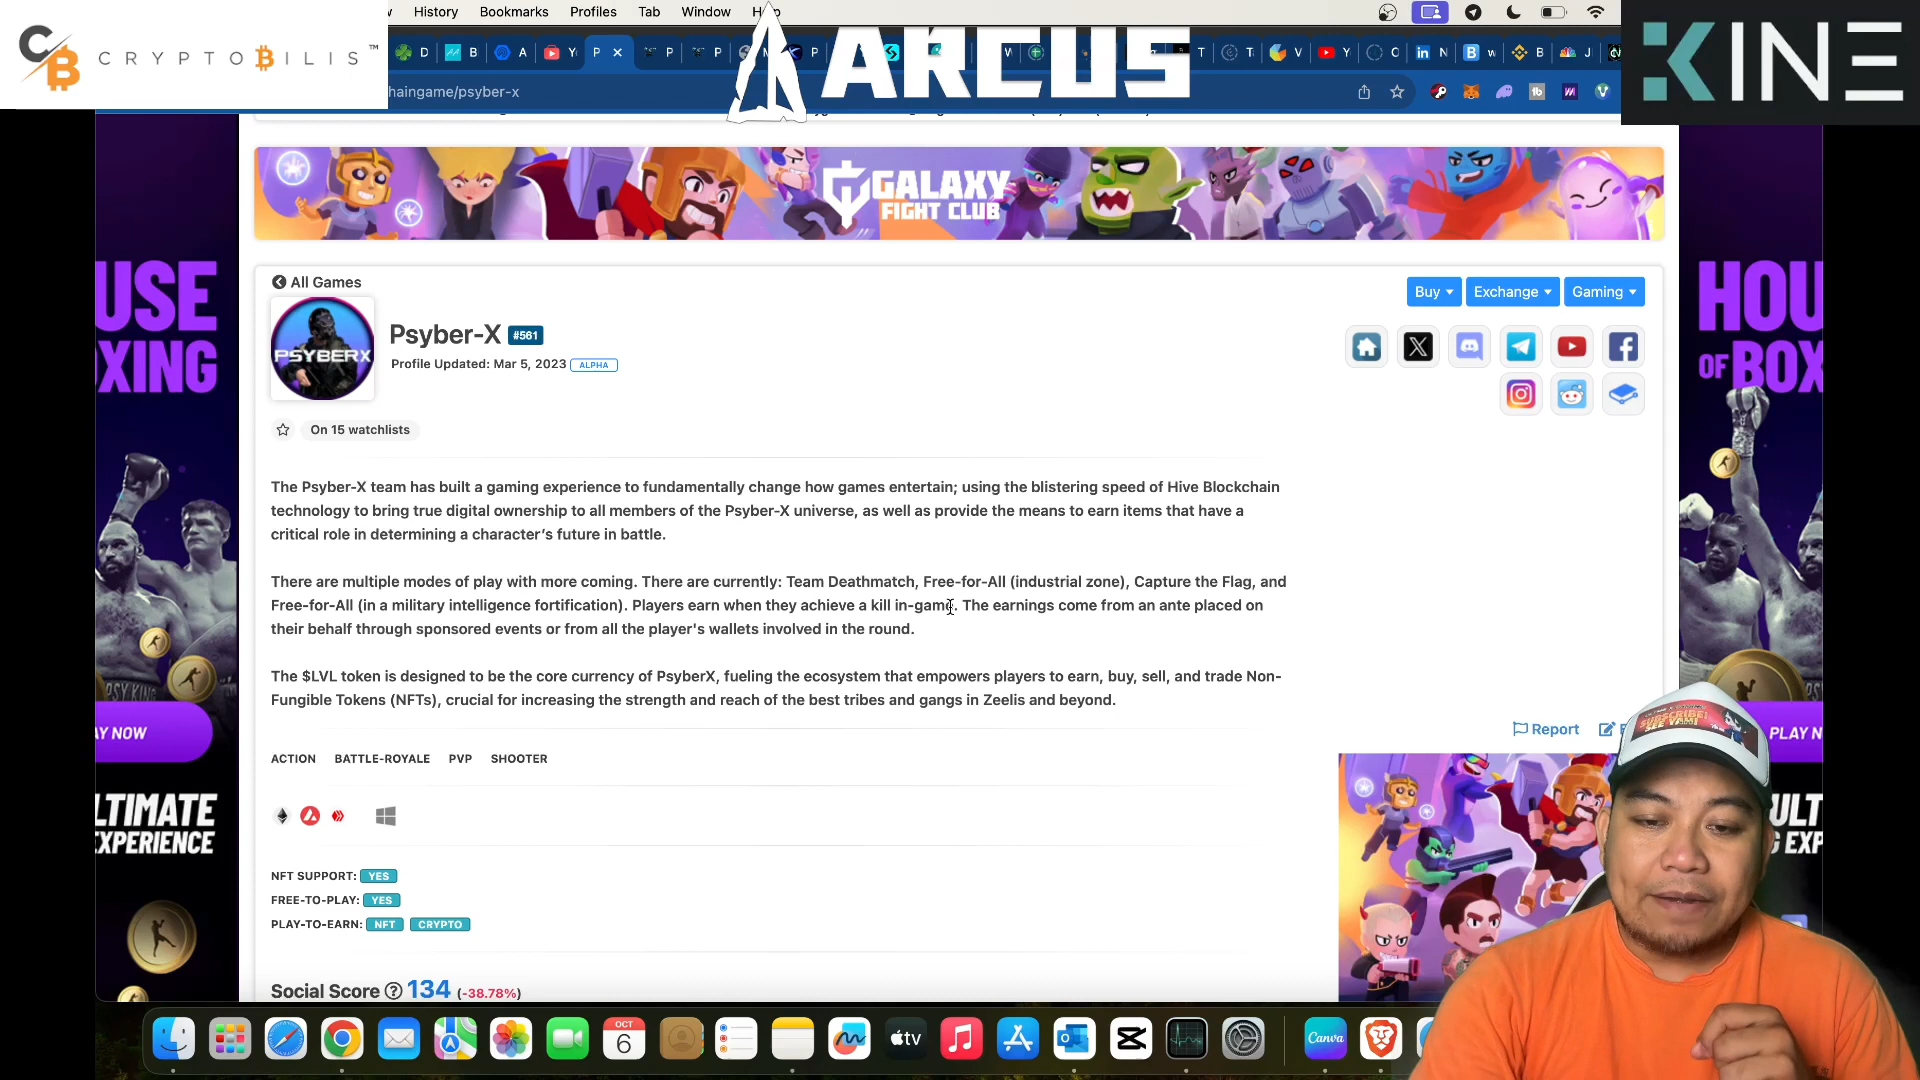 CRYPTOBILIS™
History Bookmarks Profiles Tab Window
ARCUS
KINE
haingame/psyber-x
GALAXY
FIGHT CLUB
All Games
Buy Exchange Gaming
PSYBERX
Psyber-X #561
Profile Updated: Mar 5, 2023 ALPHA
On 15 watchlists
The Psyber-X team has built a gaming experience to fundamentally change how games entertain; using the blistering speed of Hive Blockchain
technology to bring true digital ownership to all members of the Psyber-X universe, as well as provide the means to earn items that have a
critical role in determining a character's future in battle.
There are multiple modes of play with more coming. There are currently: Team Deathmatch, Free-for-All (industrial zone), Capture the Flag, and
Free-for-All (in a military intelligence fortification). Players earn when they achieve a kill in-game. The earnings come from an ante placed on
their behalf through sponsored events or from all the player's wallets involved in the round.
The $LVL token is designed to be the core currency of PsyberX, fueling the ecosystem that empowers players to earn, buy, sell, and trade Non-
Fungible Tokens (NFTs), crucial for increasing the strength and reach of the best tribes and gangs in Zeelis and beyond.
Report
ACTION BATTLE-ROYALE PVP SHOOTER
NFT SUPPORT: YES
FREE-TO-PLAY: YES
PLAY-TO-EARN: NFT CRYPTO
Social Score 134 (-38.78%)
USE
XING
AY NOW
LTIMATE
EXPERIENCE
HOU
OF BOX
PLAY N
ULT
EXP
SUBSCRIBE!
SEE YAMI
OCT
6
tv
Canva